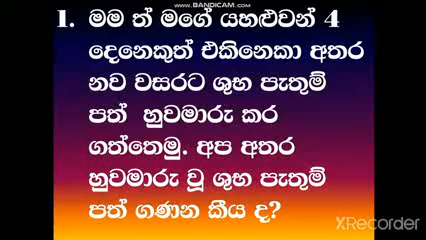 WWW.BANDICAM.COM
1. මම ත් මගේ යහළුවන් 4
දෙනෙකුත් එකිනෙකා අතර
නව වසරට ශුභ පැතුම්
පත් හුවමාරු කර
ගත්තෙමු. අප අතර
හුවමාරු වූ ශුභ පැතුම්
පත් ගණන කීය ද?
XRecorder